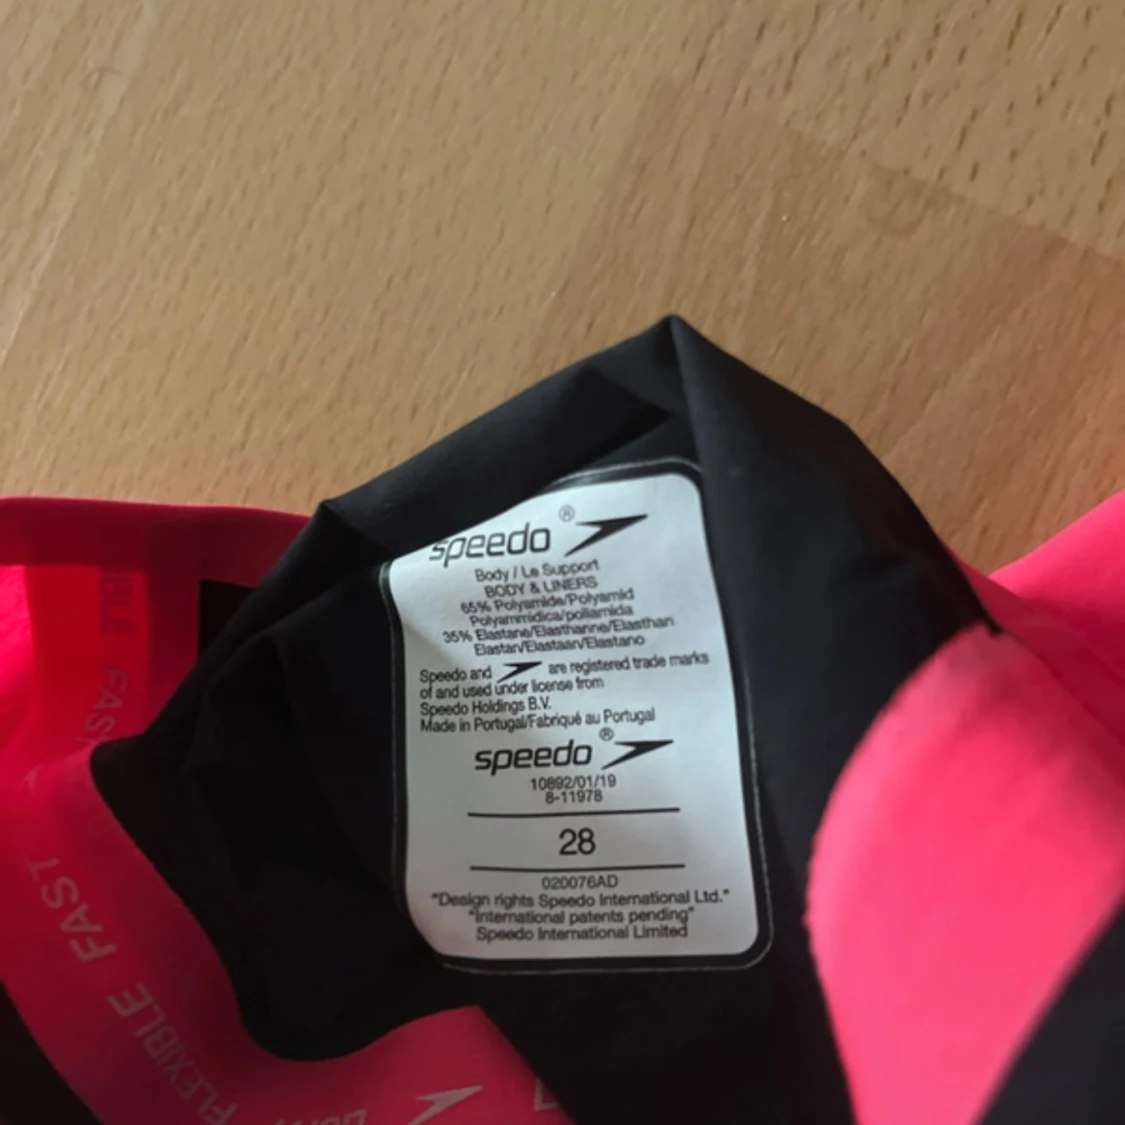 speedo®
Body / Le Support
BODY & LINERS
65% Polyamide/Polyamid
Polyammidica/poliamida
35% Elastane/Elasthanne/Elasthan
Elastan/Elastaan/Elastano
Speedo and are registered trade marks
of and used under license from
Speedo Holdings B.V.
Made in Portugal/Fabriqué au Portugal
speedo®
10892/01/19
8-11978
28
020076AD
"Design rights Speedo International Ltd."
"International patents pending"
Speedo International Limited
FAST
FAST
FLEXIBLE